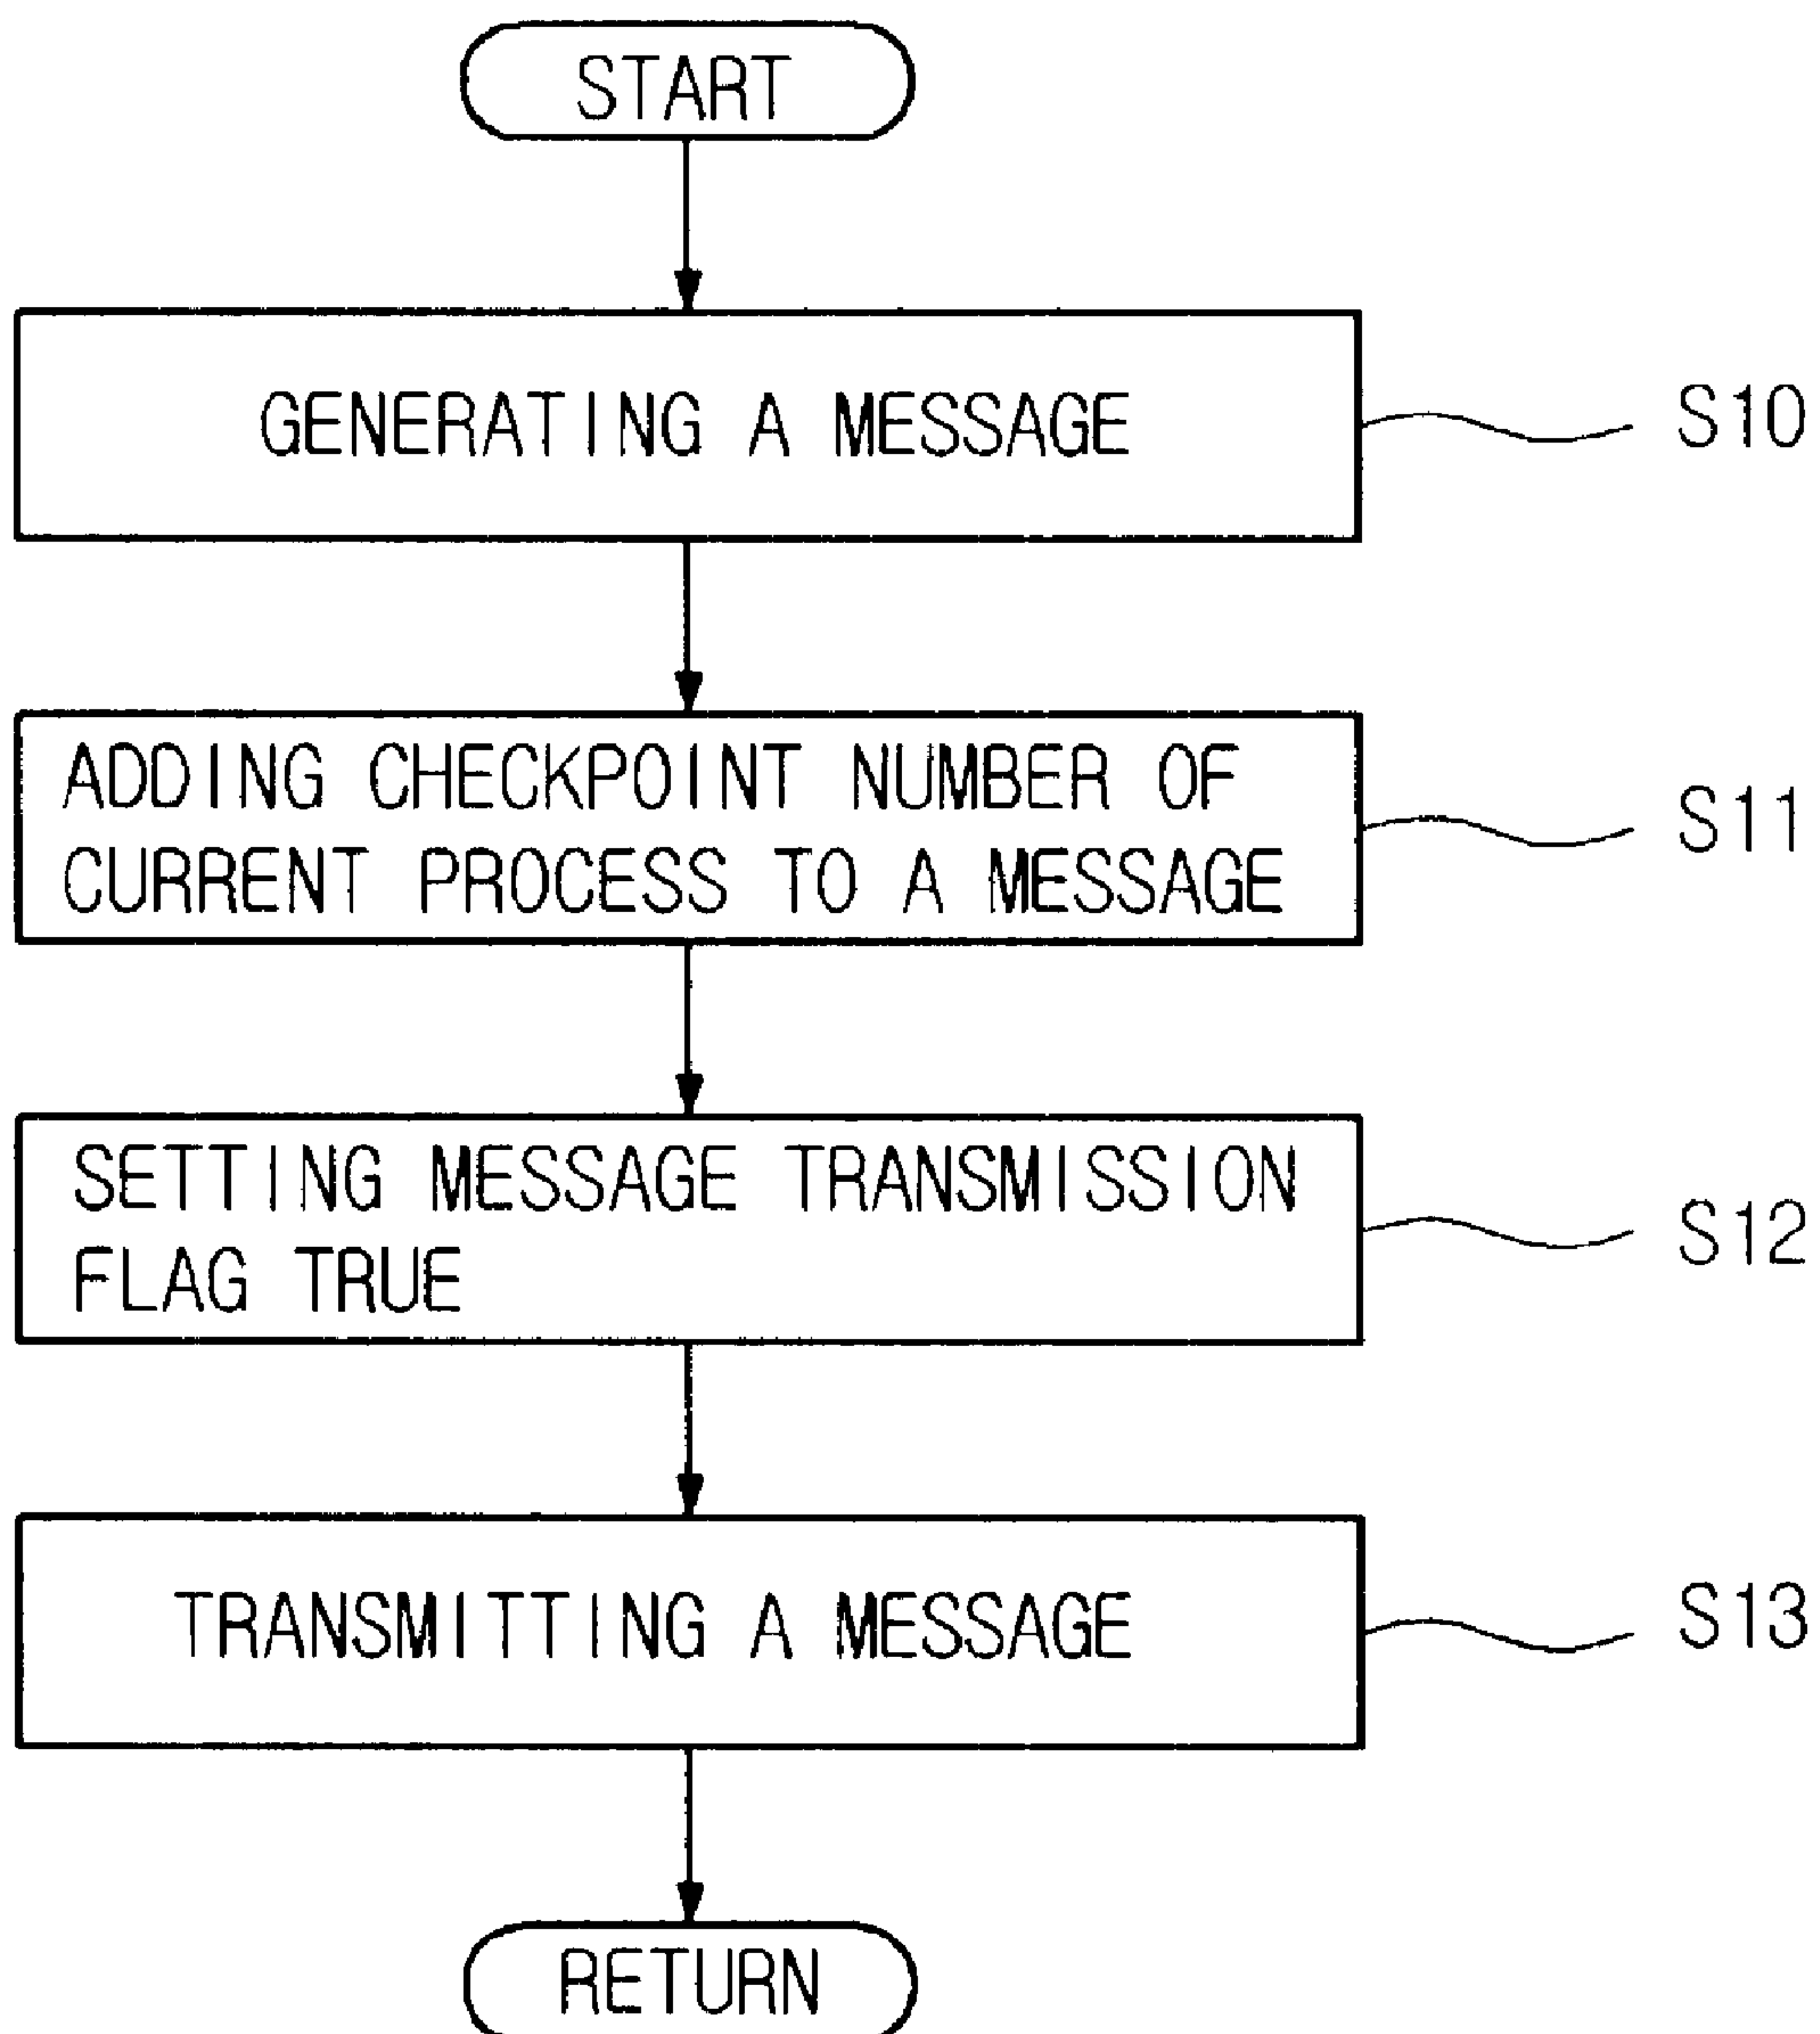 START
GENERATING A MESSAGE
S10
ADDING CHECKPOINT NUMBER OF
CURRENT PROCESS TO A MESSAGE
S11
SETTING MESSAGE TRANSMISSION
FLAG TRUE
S12
TRANSMITTING A MESSAGE
S13
RETURN